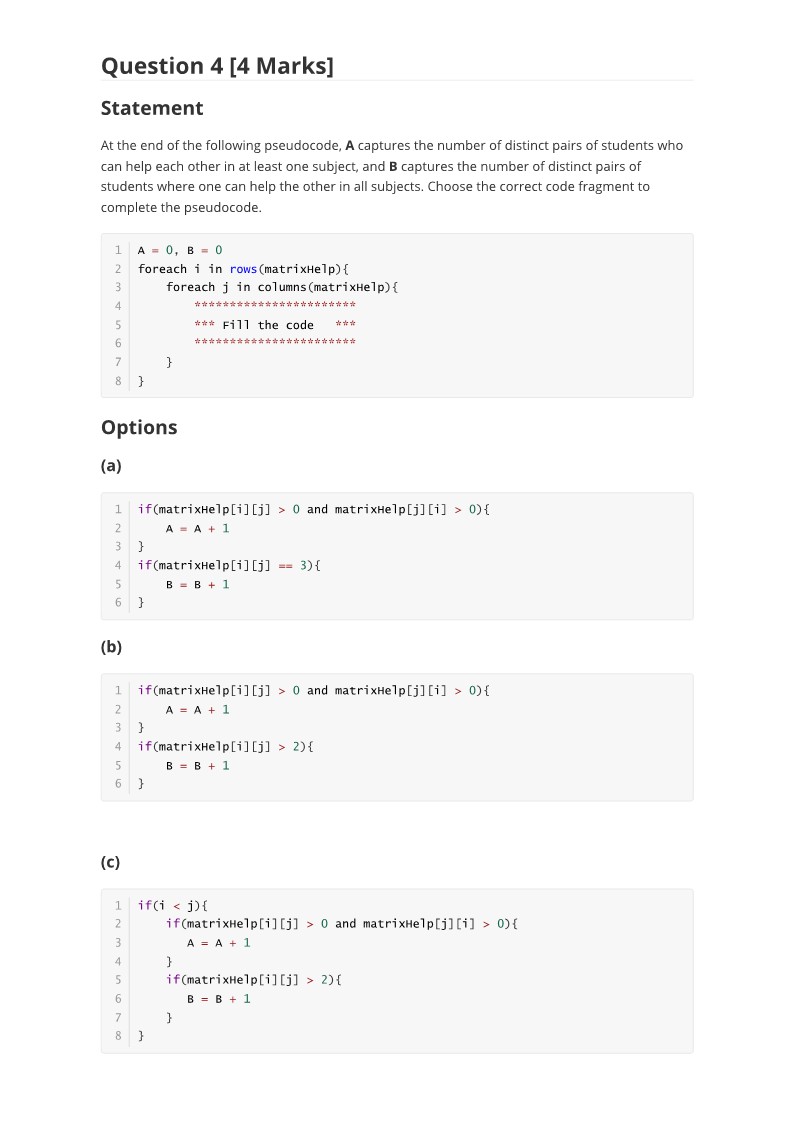 Question 4 [4 Marks]
Statement
At the end of the following pseudocode, A captures the number of distinct pairs of students who
can help each other in at least one subject, and B captures the number of distinct pairs of
students where one can help the other in all subjects. Choose the correct code fragment to
complete the pseudocode.
1 A = 0, B = 0
2 foreach i in rows(matrixHelp){
3     foreach j in columns(matrixHelp){
4         ***********************
5         *** Fill the code   ***
6         ***********************
7     }
8 }
Options
(a)
1 if(matrixHelp[i][j] > 0 and matrixHelp[j][i] > 0){
2     A = A + 1
3 }
4 if(matrixHelp[i][j] == 3){
5     B = B + 1
6 }
(b)
1 if(matrixHelp[i][j] > 0 and matrixHelp[j][i] > 0){
2     A = A + 1
3 }
4 if(matrixHelp[i][j] > 2){
5     B = B + 1
6 }
(c)
1 if(i < j){
2     if(matrixHelp[i][j] > 0 and matrixHelp[j][i] > 0){
3        A = A + 1
4     }
5     if(matrixHelp[i][j] > 2){
6        B = B + 1
7     }
8 }